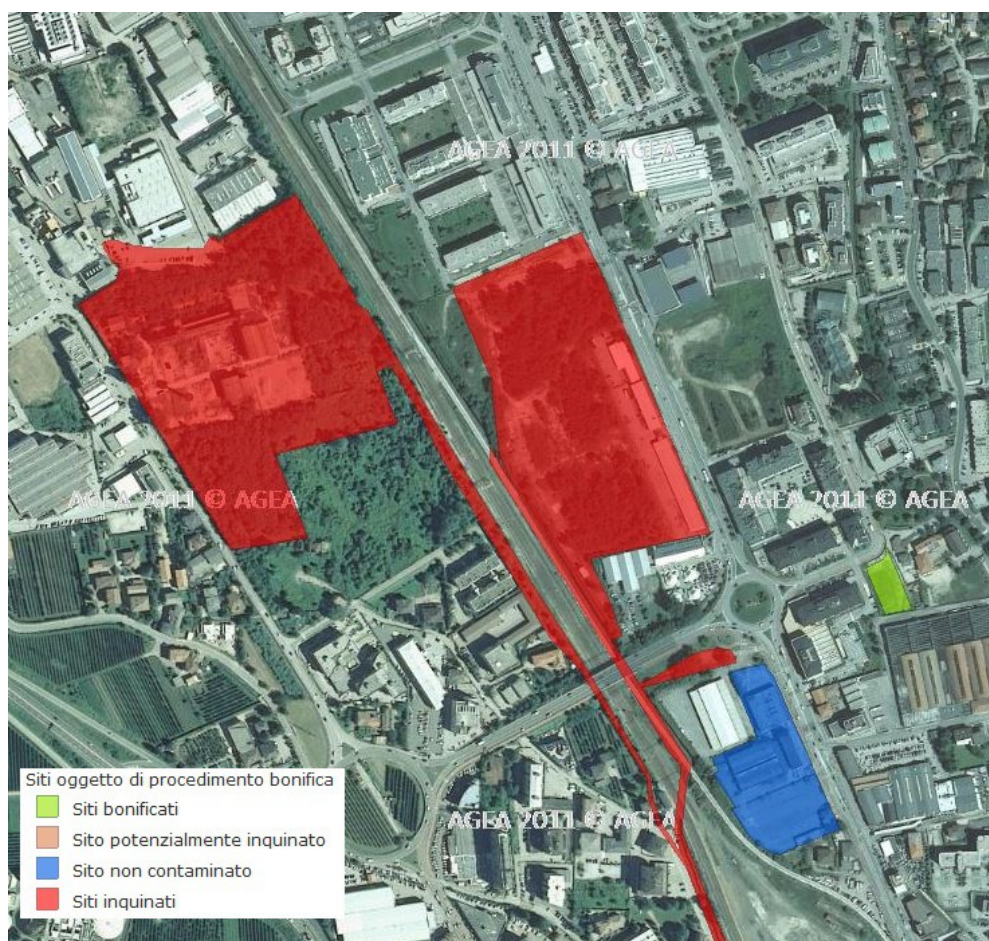 AGEA 2011 © AGEA
AGEA 2011 © AGEA
AGEA 2011 © AGEA
Siti oggetto di procedimento bonifica
Siti bonificati
Sito potenzialmente inquinato
Sito non contaminato
Siti inquinati
AGEA 2011 © AGEA